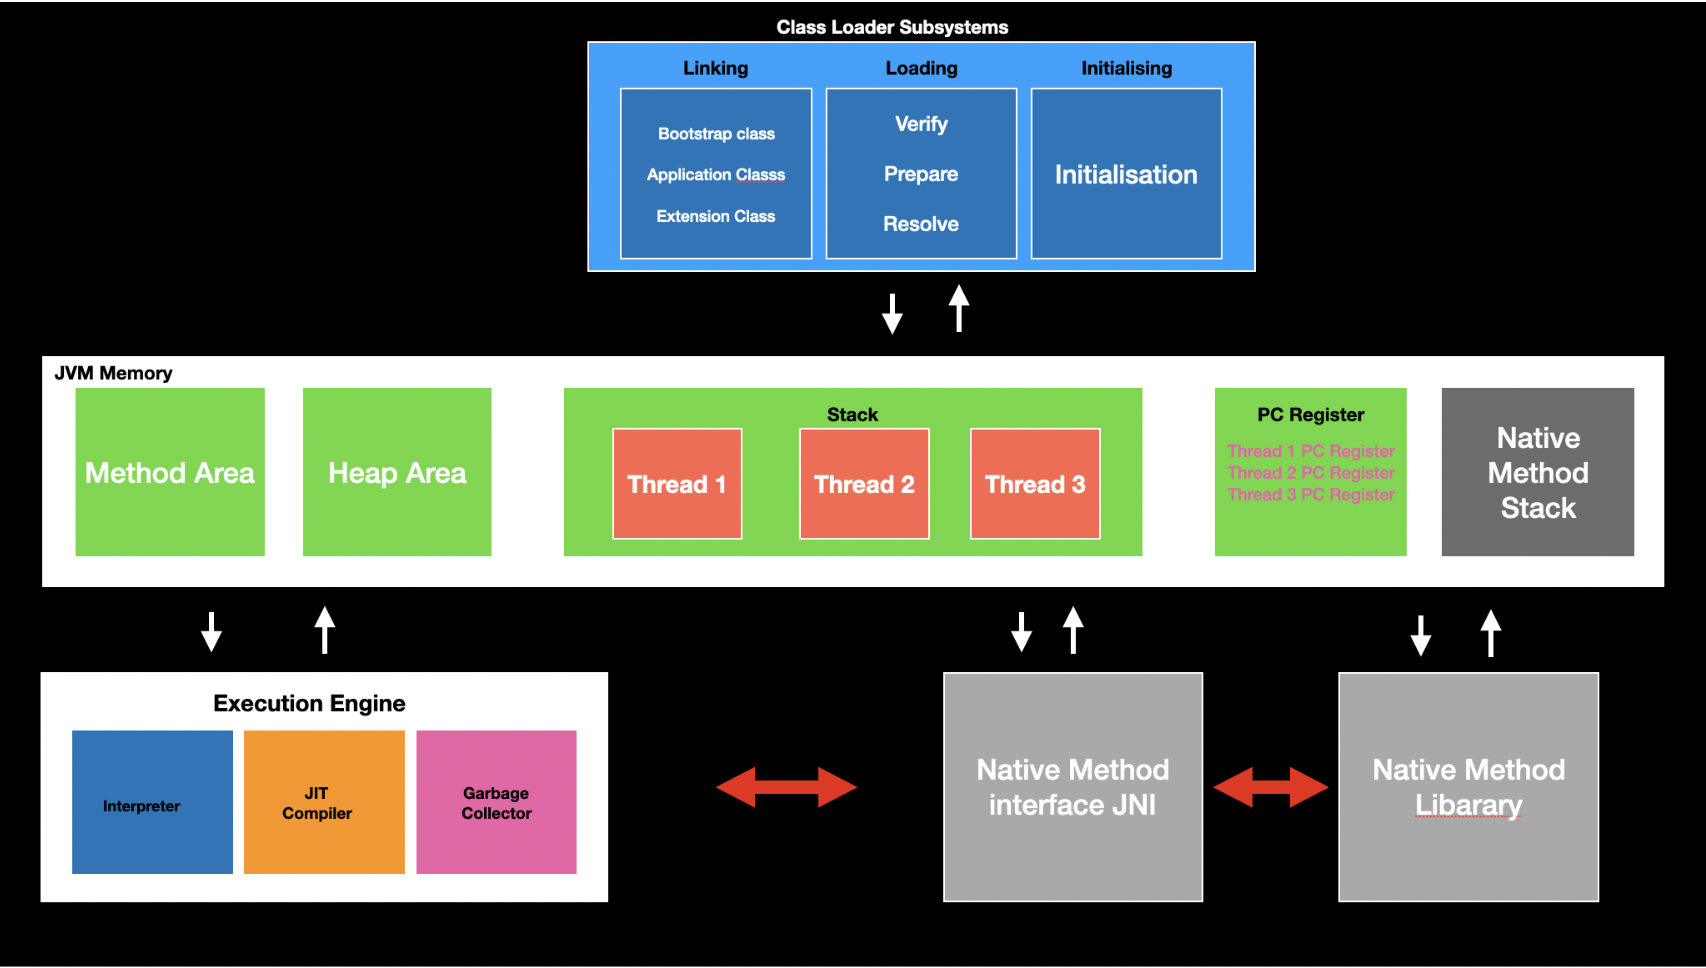 Class Loader Subsystems
Linking
Loading
Initialising
Bootstrap class
Application Classs
Extension Class
Verify
Prepare
Resolve
Initialisation
JVM Memory
Method Area
Heap Area
Stack
Thread 1
Thread 2
Thread 3
PC Register
Thread 1 PC Register
Thread 2 PC Register
Thread 3 PC Register
Native
Method
Stack
Execution Engine
Interpreter
JIT
Compiler
Garbage
Collector
Native Method
interface JNI
Native Method
Libarary